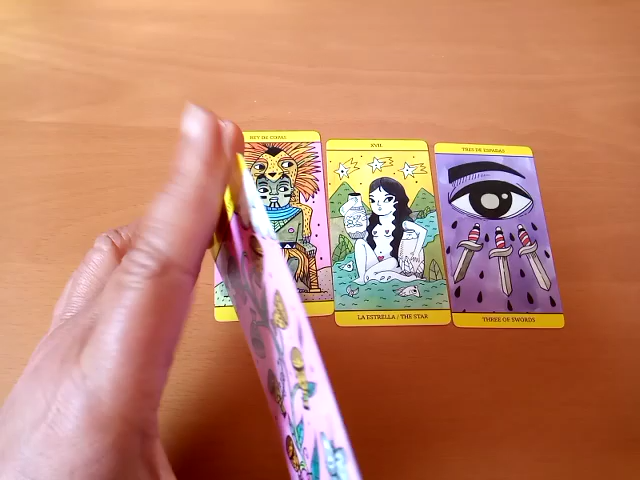 REY DE COPAS
XVII
TRES DE ESPADAS
LA ESTRELLA / THE STAR
THREE OF SWORDS